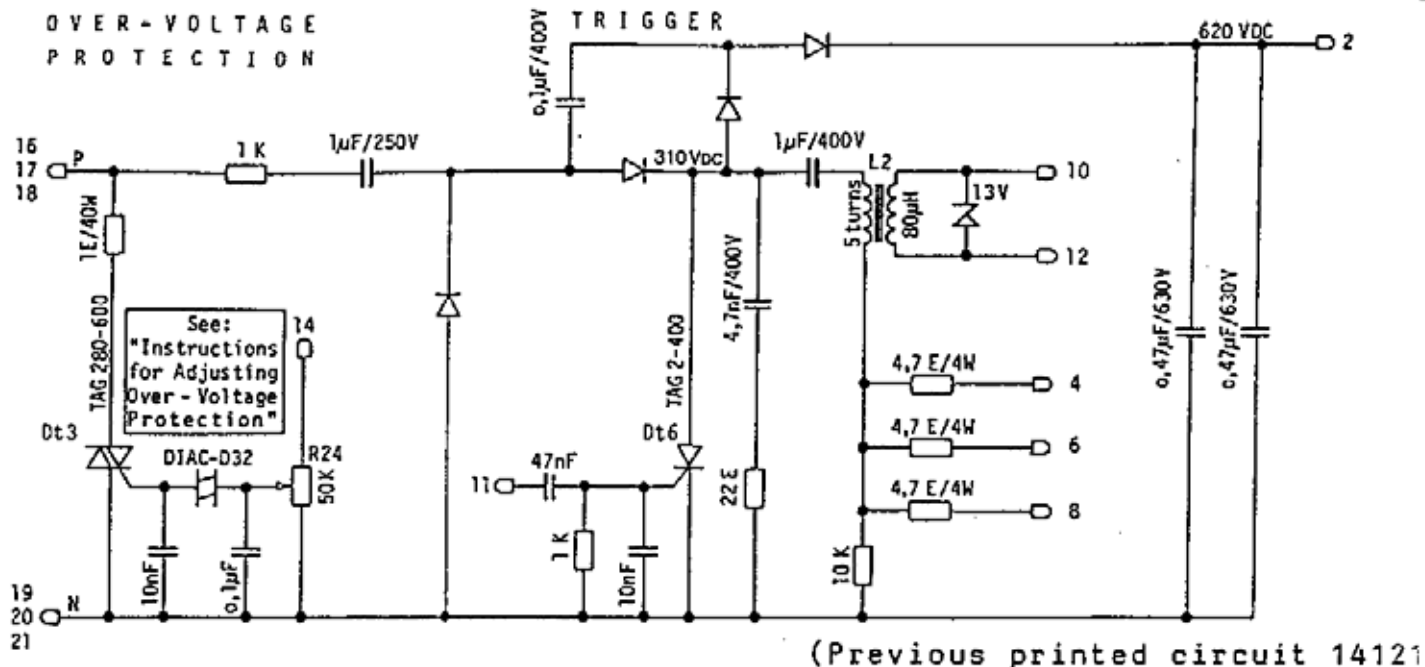 OVER-VOLTAGE
PROTECTION
TRIGGER
620 VDC
2
0,1µF/400V
16
17
18
P
1 K
1µF/250V
310VDC
1µF/400V
L2
10
13V
5 turns
80µH
12
1E/40W
TAG 280-600
See:
"Instructions
for Adjusting
Over-Voltage
Protection"
14
4,7nF/400V
TAG 2-400
0,47µF/630V
0,47µF/630V
4,7 E/4W
4
4,7 E/4W
6
4,7 E/4W
8
Dt3
DIAC-D32
R24
50K
Dt6
47nF
11
22E
10nF
0,1µF
1K
10nF
10K
19
20
21
N
(Previous printed circuit 1412